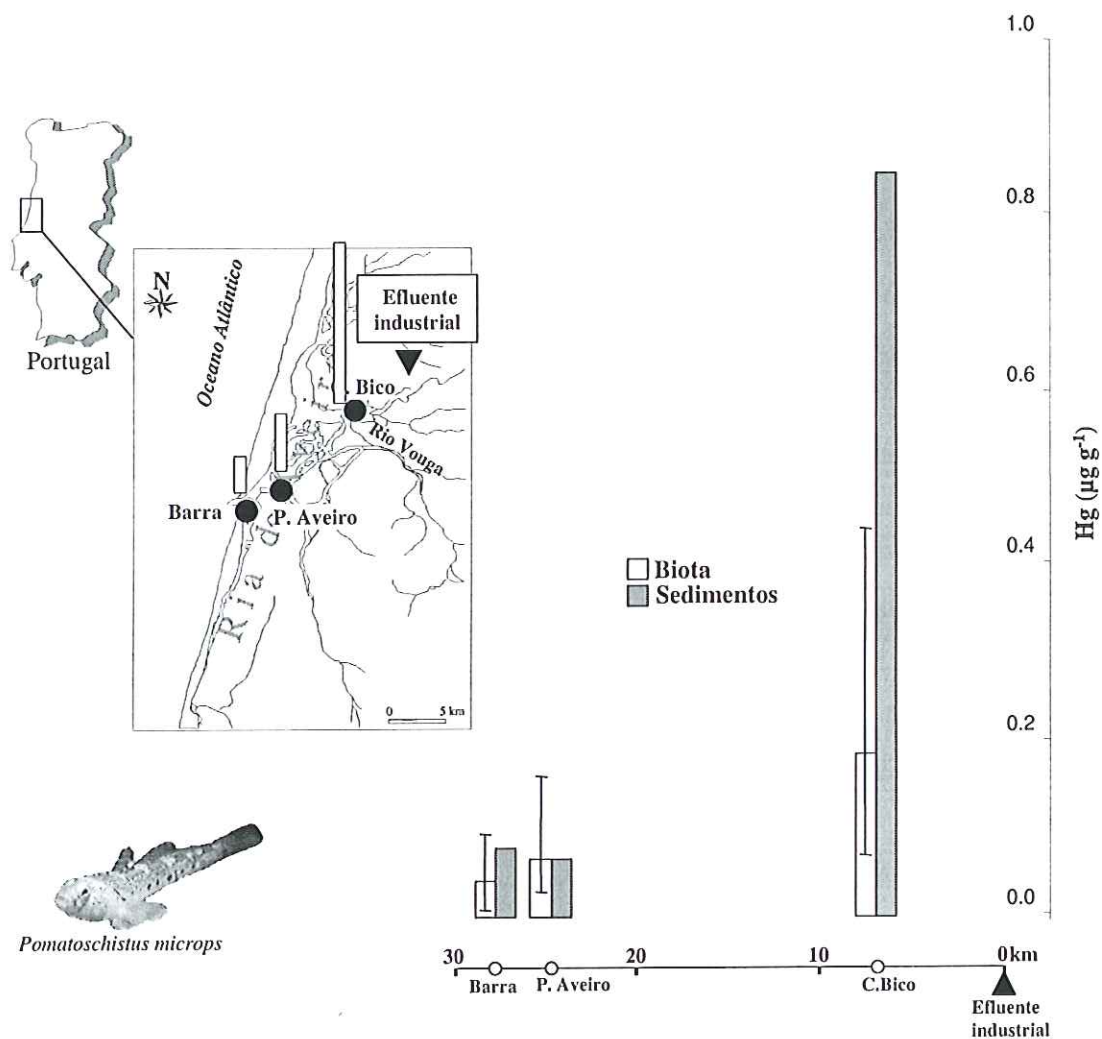 1.0
Portugal
N
Oceano Atlântico
Efluente
industrial
0.8
Bico
Rio Vouga
Barra
P. Aveiro
Ria d
0 5 km
0.6
Hg (µg g⁻¹)
0.4
Biota
Sedimentos
0.2
0.0
Pomatoschistus microps
30 20 10 0km
Barra P. Aveiro C.Bico
Efluente
industrial